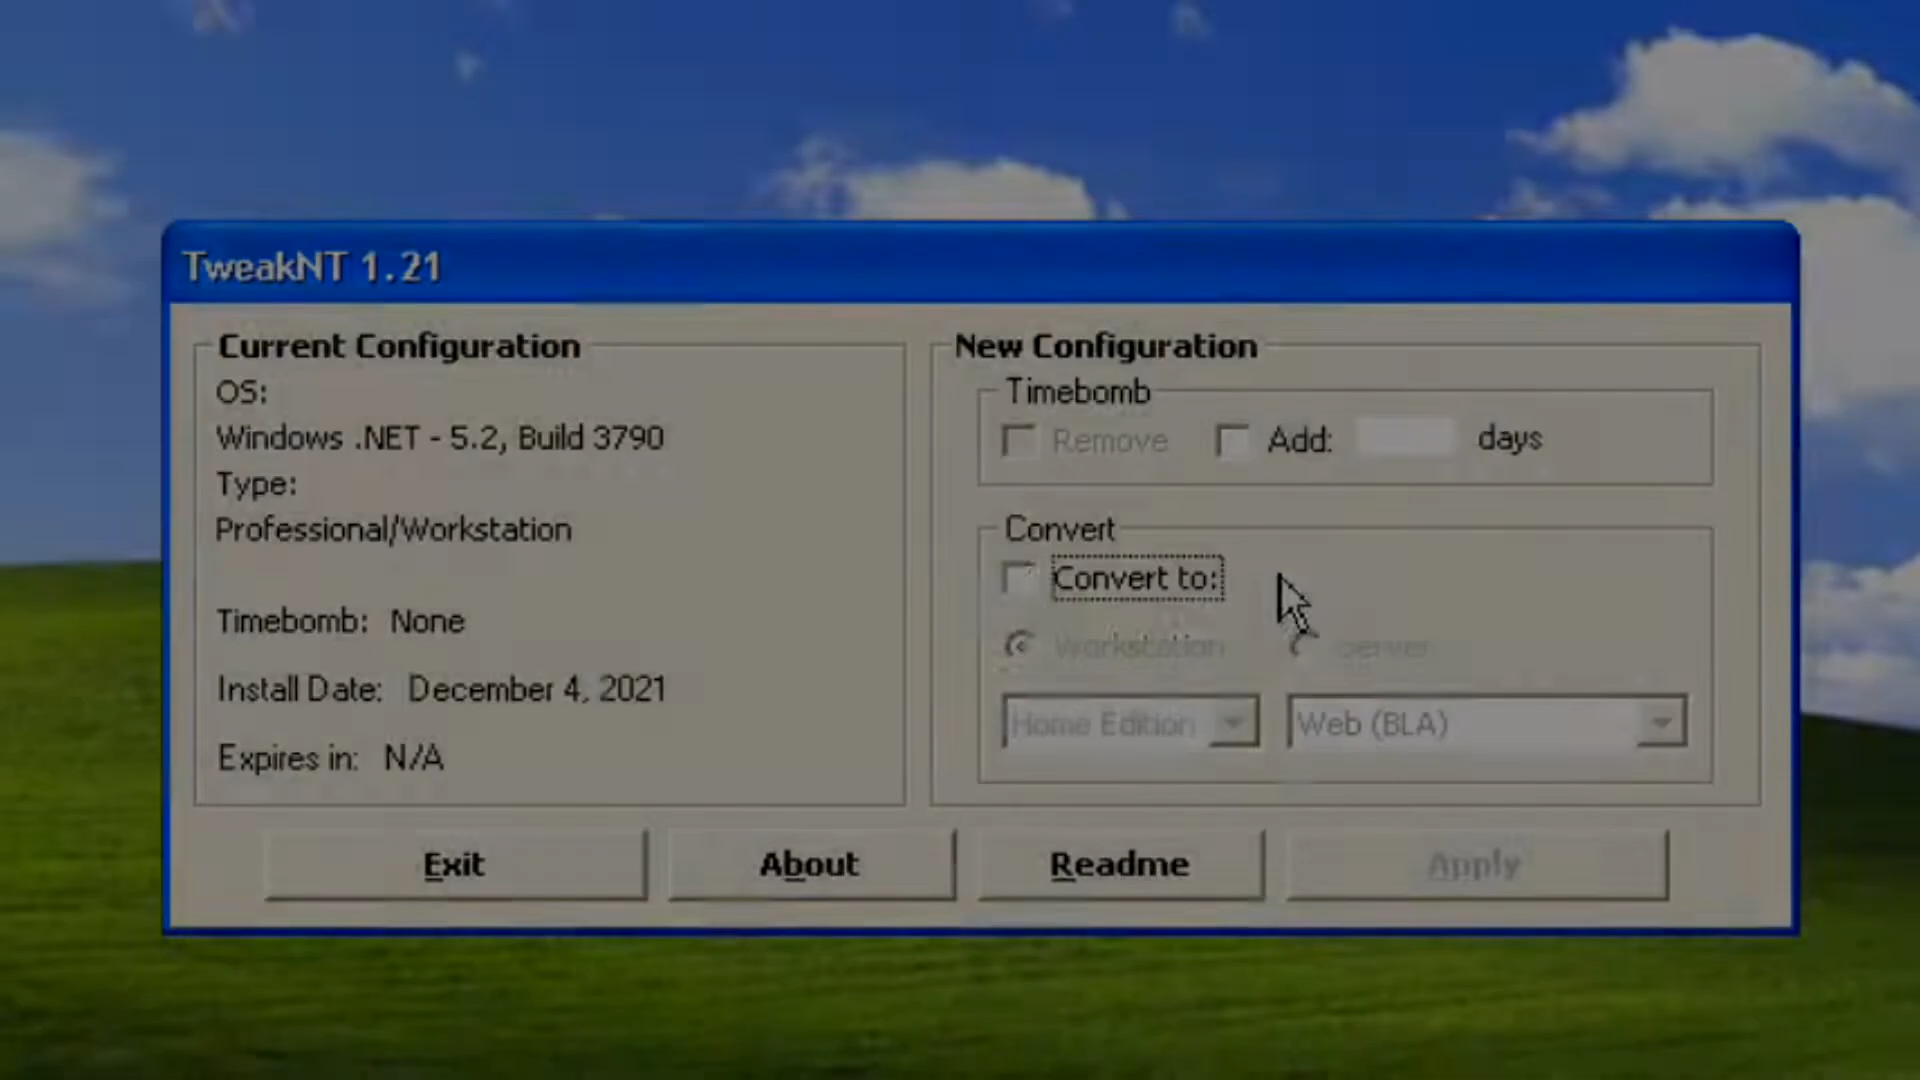 TweakNT 1.21
Current Configuration
OS:
Windows .NET - 5.2, Build 3790
Type:
Professional/Workstation
Timebomb: None
Install Date: December 4, 2021
Expires in: N/A
New Configuration
Timebomb
Remove Add: days
Convert
Convert to:
Workstation Server
Home Edition Web (BLA)
Exit About Readme Apply